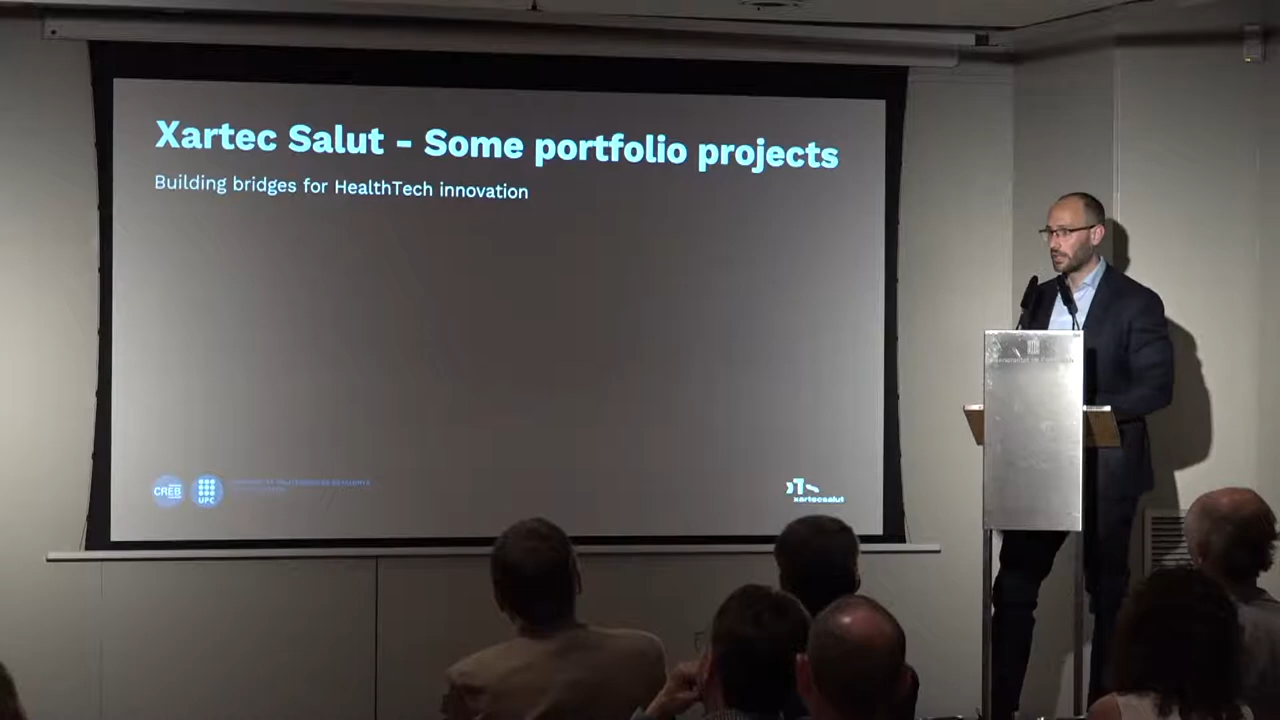 Xartec Salut - Some portfolio projects
Building bridges for HealthTech innovation
CREB
UPC
xartecsalut